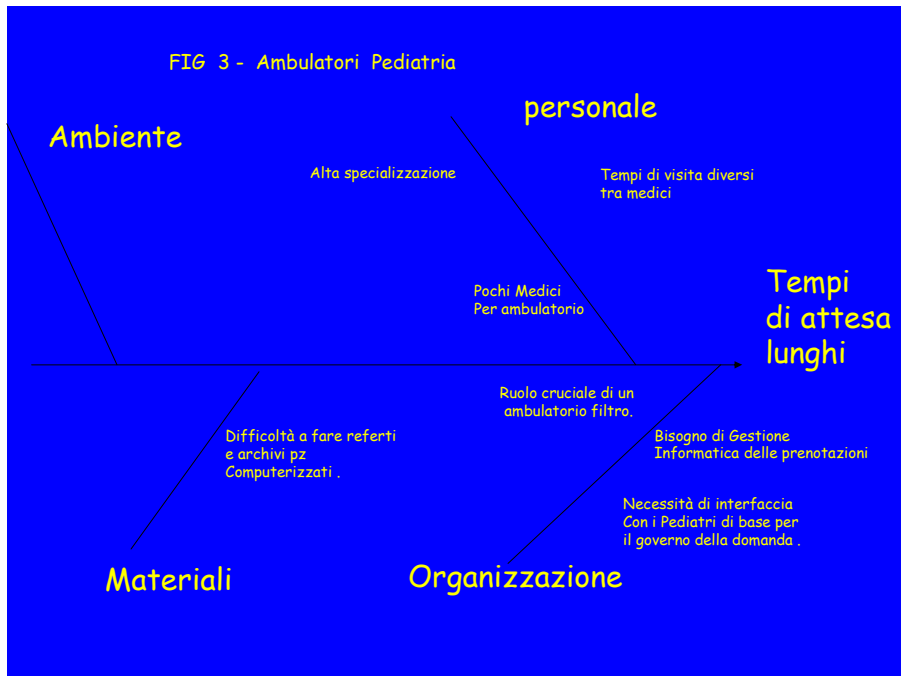 FIG 3 - Ambulatori Pediatria
personale
Ambiente
Alta specializzazione
Tempi di visita diversi
tra medici
Pochi Medici
Per ambulatorio
Tempi
di attesa
lunghi
Ruolo cruciale di un
ambulatorio filtro.
Difficoltà a fare referti
e archivi pz
Computerizzati .
Bisogno di Gestione
Informatica delle prenotazioni
Necessità di interfaccia
Con i Pediatri di base per
il governo della domanda .
Materiali
Organizzazione